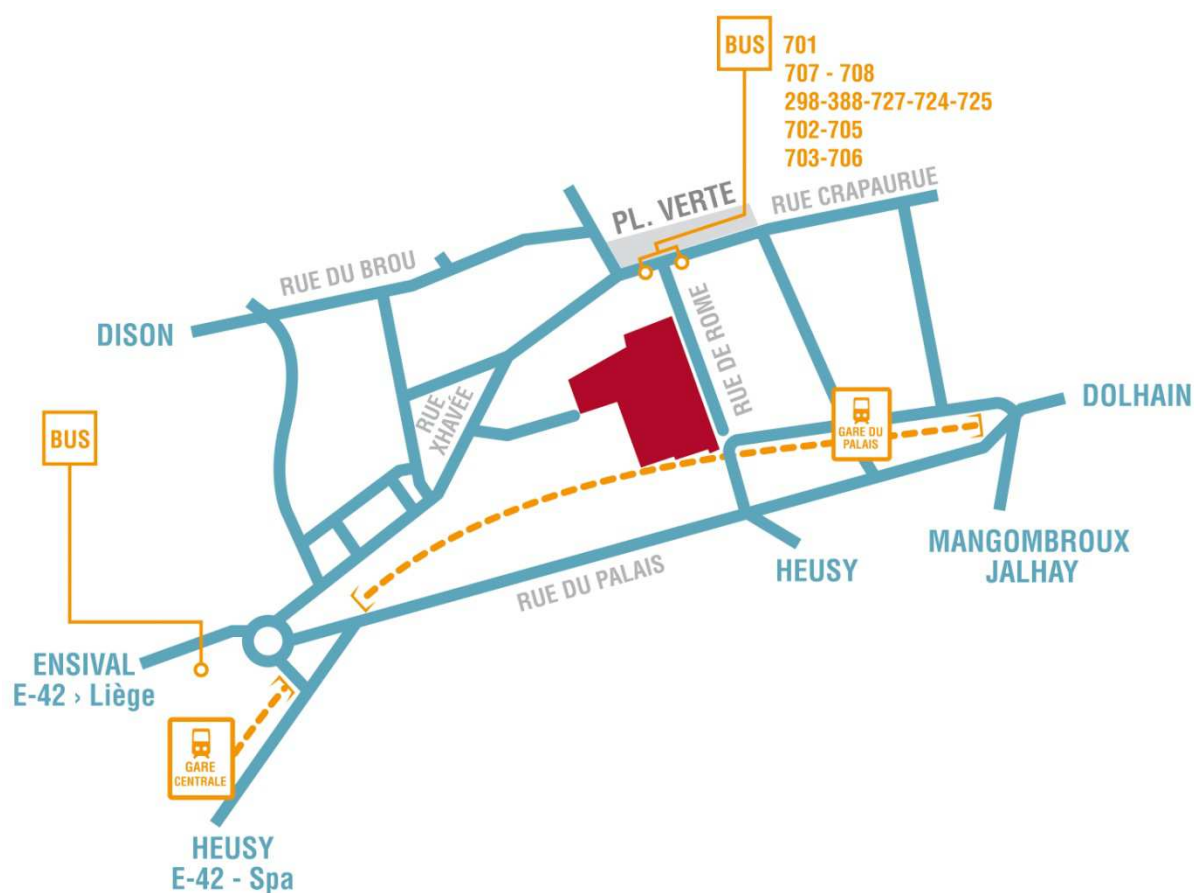 BUS
701
707 - 708
298-388-727-724-725
702-705
703-706
PL. VERTE
RUE CRAPAURUE
RUE DU BROU
DISON
RUE DE ROME
RUE
XHAVÉE
GARE DU
PALAIS
DOLHAIN
BUS
MANGOMBROUX
JALHAY
HEUSY
RUE DU PALAIS
ENSIVAL
E-42 › Liège
GARE
CENTRALE
HEUSY
E-42 - Spa